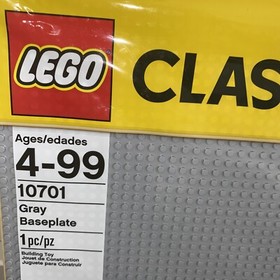 LEGO
CLAS
Ages/edades
4-99
10701
Gray
Baseplate
1pc/pz
Building Toy
Jouet de Construction
Juguete para Construir